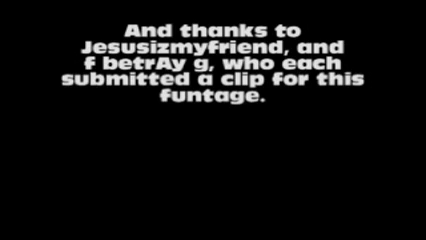 And thanks to
Jesusizmyfriend, and
f betrAy g, who each
submitted a clip for this
funtage.